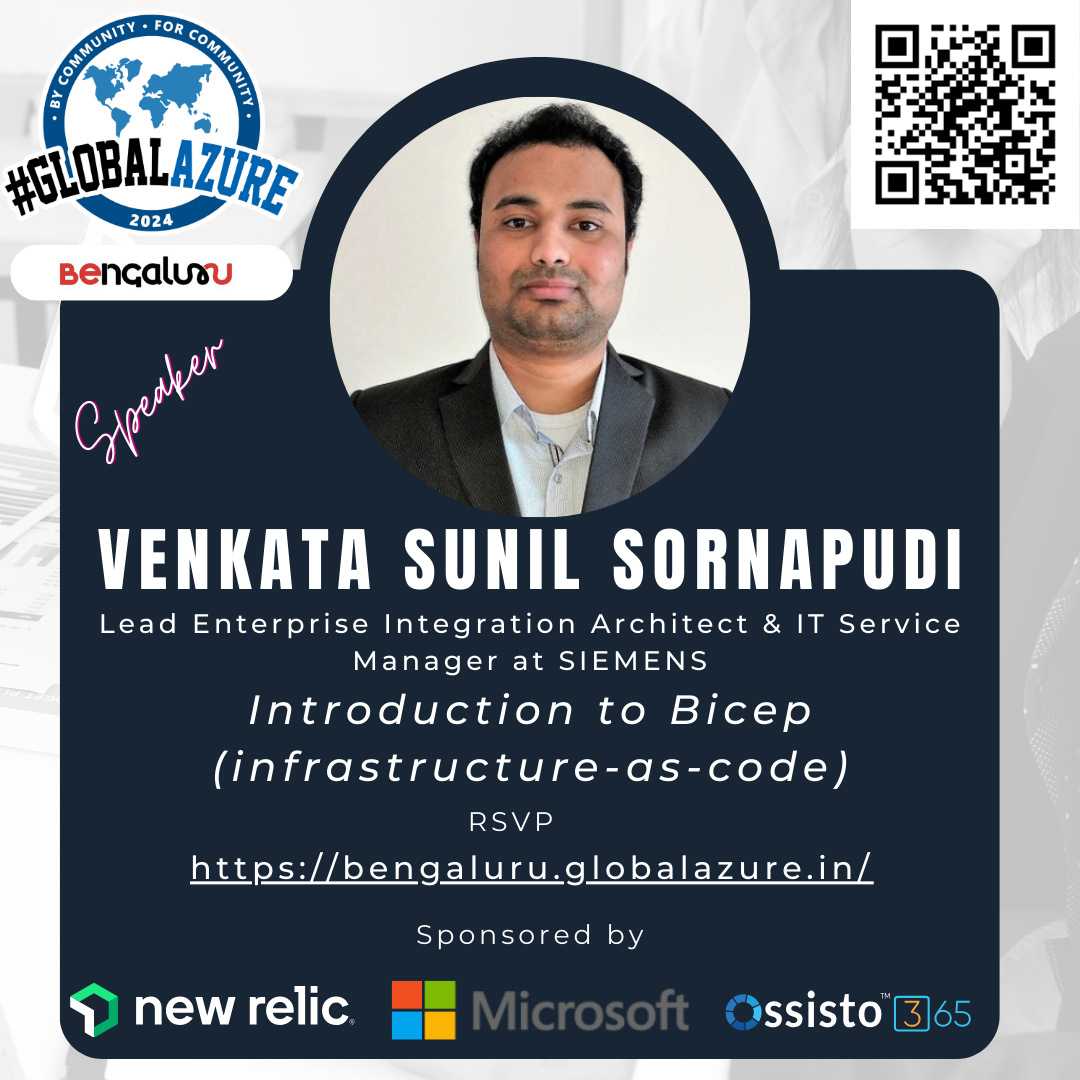 BY COMMUNITY • FOR COMMUNITY
#GLOBALAZURE
2024
Bengaluru
Speaker
VENKATA SUNIL SORNAPUDI
Lead Enterprise Integration Architect & IT Service
Manager at SIEMENS
Introduction to Bicep
(infrastructure-as-code)
RSVP
https://bengaluru.globalazure.in/
Sponsored by
new relic®
Microsoft
Ossisto™ 365